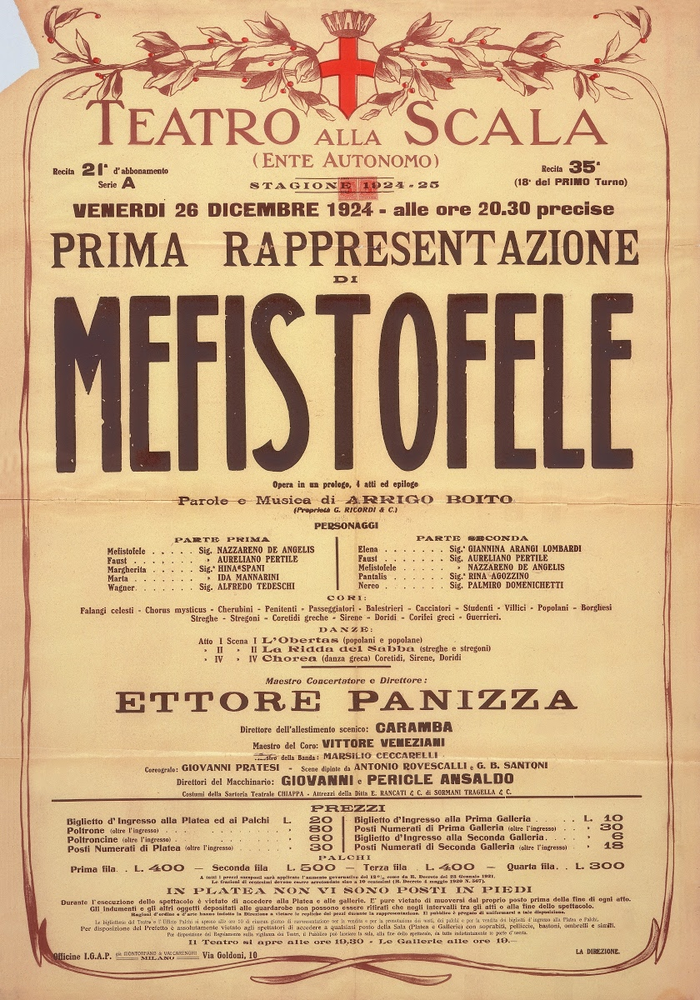 TEATRO ALLA SCALA
(ENTE AUTONOMO)
Recita 21ª d'abbonamento
Serie A
STAGIONE 1924-25
Recita 35ª
(18ª del PRIMO Turno)
VENERDI 26 DICEMBRE 1924 - alle ore 20.30 precise
PRIMA RAPPRESENTAZIONE
DI
MEFISTOFELE
Opera in un prologo, 4 atti ed epilogo
Parole e Musica di ARRIGO BOITO
(Proprietà G. RICORDI & C.)
PERSONAGGI
PARTE PRIMA
Mefistofele . . . . . Sig. NAZZARENO DE ANGELIS
Faust . . . . . . . » AURELIANO PERTILE
Margherita . . . . . Sig.ª HINA SPANI
Marta . . . . . . . » IDA MANNARINI
Wagner. . . . . . . Sig. ALFREDO TEDESCHI
PARTE SECONDA
Elena . . . . . . . Sig.ª GIANNINA ARANGI LOMBARDI
Faust . . . . . . . Sig. AURELIANO PERTILE
Mefistofele . . . . . » NAZZARENO DE ANGELIS
Pantalis . . . . . . Sig.ª RINA AGOZZINO
Nereo . . . . . . . Sig. PALMIRO DOMENICHETTI
CORI:
Falangi celesti - Chorus mysticus - Cherubini - Penitenti - Passeggiatori - Balestrieri - Cacciatori - Studenti - Villici - Popolani - Borghesi
Streghe - Stregoni - Coretidi greche - Sirene - Doridi - Corifei greci - Guerrieri.
DANZE:
Atto I Scena I L'Obertas (popolani e popolane)
» II » II La Ridda del Sabba (streghe e stregoni)
» IV » IV Chorea (danza greca) Coretidi, Sirene, Doridi
Maestro Concertatore e Direttore:
ETTORE PANIZZA
Direttore dell'allestimento scenico: CARAMBA
Maestro del Coro: VITTORE VENEZIANI
della Banda: MARSILIO CECCARELLI
Coreografo: GIOVANNI PRATESI - Scene dipinte da ANTONIO ROVESCALLI e G. B. SANTONI
Direttori del Macchinario: GIOVANNI e PERICLE ANSALDO
Costumi della Sartoria Teatrale CHIAPPA - Attrezzi della Ditta E. RANCATI & C. di SORMANI TRAGELLA & C.
PREZZI
Biglietto d'Ingresso alla Platea ed ai Palchi L. 20
Poltrone (oltre l'ingresso) . . . . . » 80
Poltroncine (oltre l'ingresso) . . . . » 60
Posti Numerati di Platea (oltre l'ingresso) . » 30
Biglietto d'Ingresso alla Prima Galleria . . . . L. 10
Posti Numerati di Prima Galleria (oltre l'ingresso) . . » 30
Biglietto d'Ingresso alla Seconda Galleria. . . . » 6
Posti Numerati di Seconda Galleria (oltre l'ingresso) . » 18
PALCHI
Prima fila. . L. 400 - Seconda fila L. 500 - Terza fila . L. 400 - Quarta fila. . L. 300
A tutti i prezzi suesposti sarà applicato l'aumento governativo del 12% come da R. Decreto del 23 Gennaio 1921.
Le frazioni di centesimi devono essere arrotondate sino a 10 centesimi (R. Decreto 4 maggio 1920 N. 567).
IN PLATEA NON VI SONO POSTI IN PIEDI
Durante l'esecuzione dello spettacolo è vietato di accedere alla Platea e alle gallerie. E' pure vietato di muoversi dal proprio posto prima della fine di ogni atto.
Gli indumenti e gli altri oggetti depositati alle guardarobe non possono essere ritirati che negli intervalli tra gli atti o alla fine dello spettacolo.
Ragioni d'ordine e d'arte hanno indotto la Direzione a vietare le repliche dei pezzi durante la rappresentazione. Il pubblico è pregato di uniformarsi a tale disposizione.
La biglietteria del Teatro e l'Ufficio Palchi si aprono alle ore 10 di ciascun giorno di rappresentazione per la vendita e per la prenotazione dei posti, dei palchi e per la vendita dei biglietti d'ingresso alla Platea e Palchi.
Per disposizione del Prefetto è assolutamente vietato agli spettatori di accedere a qualsiasi posto della Sala (Platea e Gallerie) con soprabiti, pelliccie, bastoni, ombrelli e simili.
Per disposizione del Regolamento sulla vigilanza dei Teatri, il Pubblico può lasciare la sala, alla fine dello spettacolo, da tutte indistintamente le porte d'uscita.
Il Teatro si apre alle ore 19,30 - Le Gallerie alle ore 19.-
Officine I.G.A.P. già BONTORFANO & VALCARENGHI MILANO Via Goldoni, 10
LA DIREZIONE.